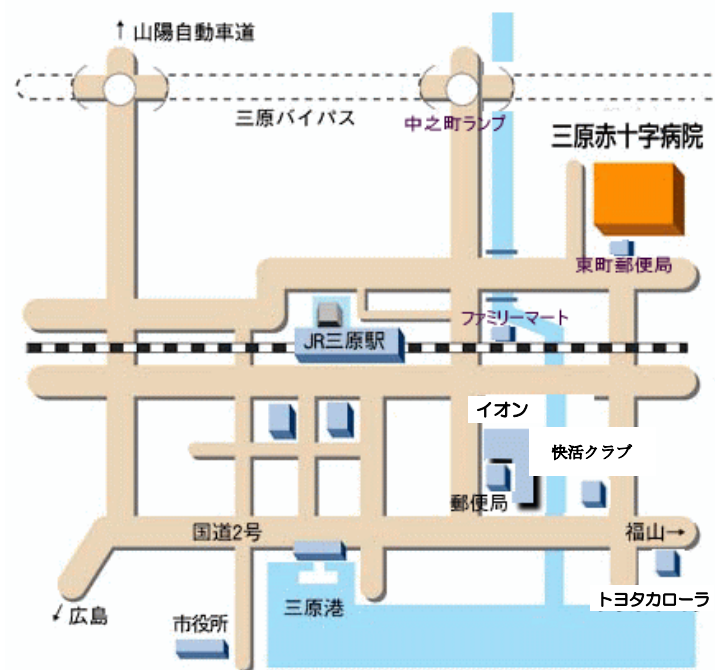 ↑山陽自動車道
三原バイパス
中之町ランプ
三原赤十字病院
東町郵便局
ファミリーマート
JR三原駅
イオン
快活クラブ
郵便局
国道2号
福山→
トヨタカローラ
三原港
↙広島
市役所